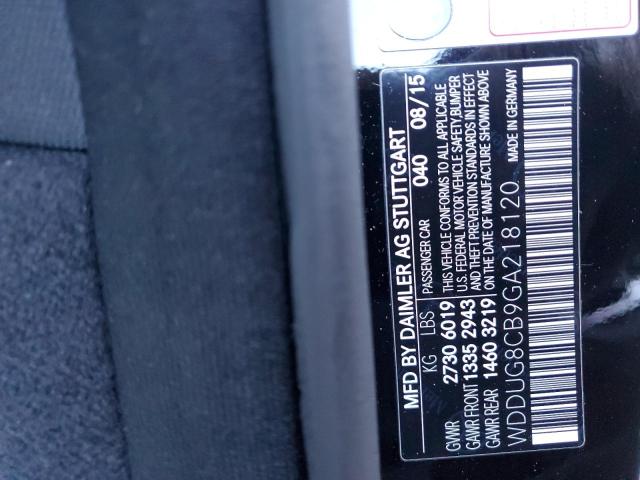 MFD BY DAIMLER AG STUTTGART
KG LBS PASSENGER CAR 040 08/15
GVWR 2730 6019 THIS VEHICLE CONFORMS TO ALL APPLICABLE
GAWR FRONT 1335 2943 U.S. FEDERAL MOTOR VEHICLE SAFETY, BUMPER
GAWR REAR 1460 3219 AND THEFT PREVENTION STANDARDS IN EFFECT
ON THE DATE OF MANUFACTURE SHOWN ABOVE
WDDUG8CB9GA218120 MADE IN GERMANY